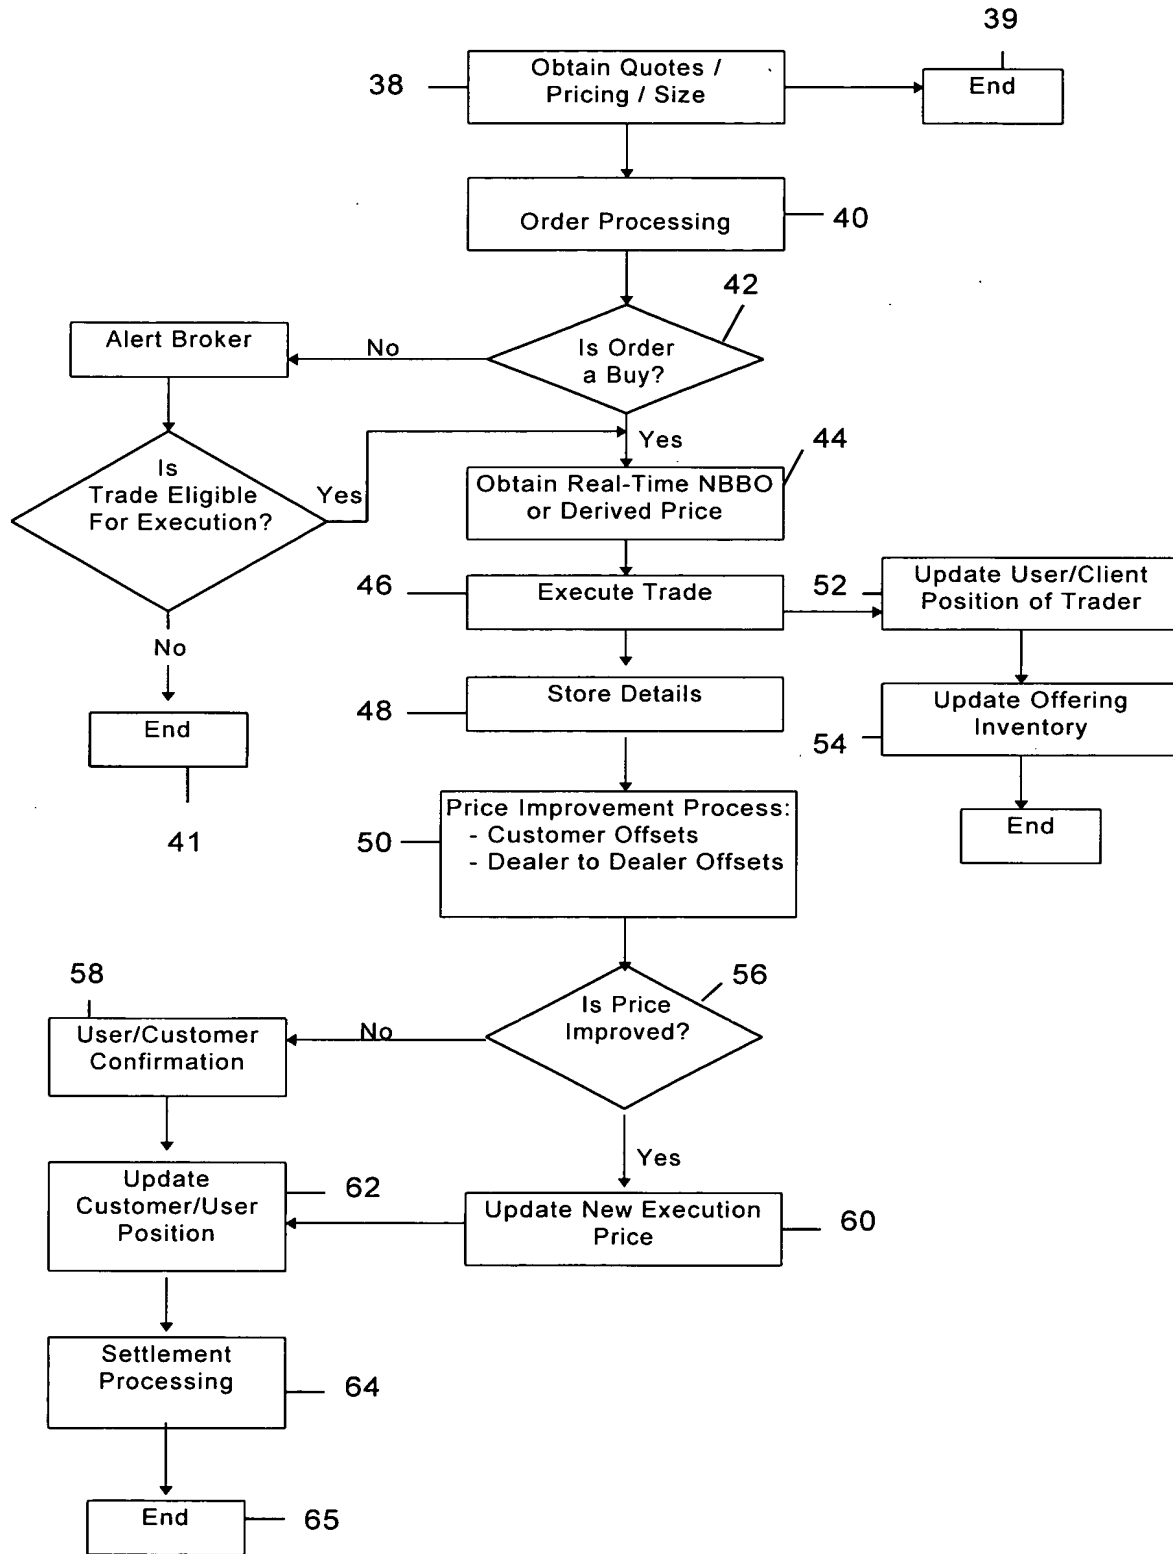 39
Obtain Quotes /
Pricing / Size
38
End
Order Processing
40
42
Is Order
a Buy?
No
Alert Broker
Yes
44
Is
Trade Eligible
For Execution?
Yes
Obtain Real-Time NBBO
or Derived Price
46
Execute Trade
52
Update User/Client
Position of Trader
No
Store Details
48
Update Offering
Inventory
54
End
41
Price Improvement Process:
- Customer Offsets
- Dealer to Dealer Offsets
50
End
58
56
Is Price
Improved?
No
User/Customer
Confirmation
Yes
Update
Customer/User
Position
62
Update New Execution
Price
60
Settlement
Processing
64
End
65